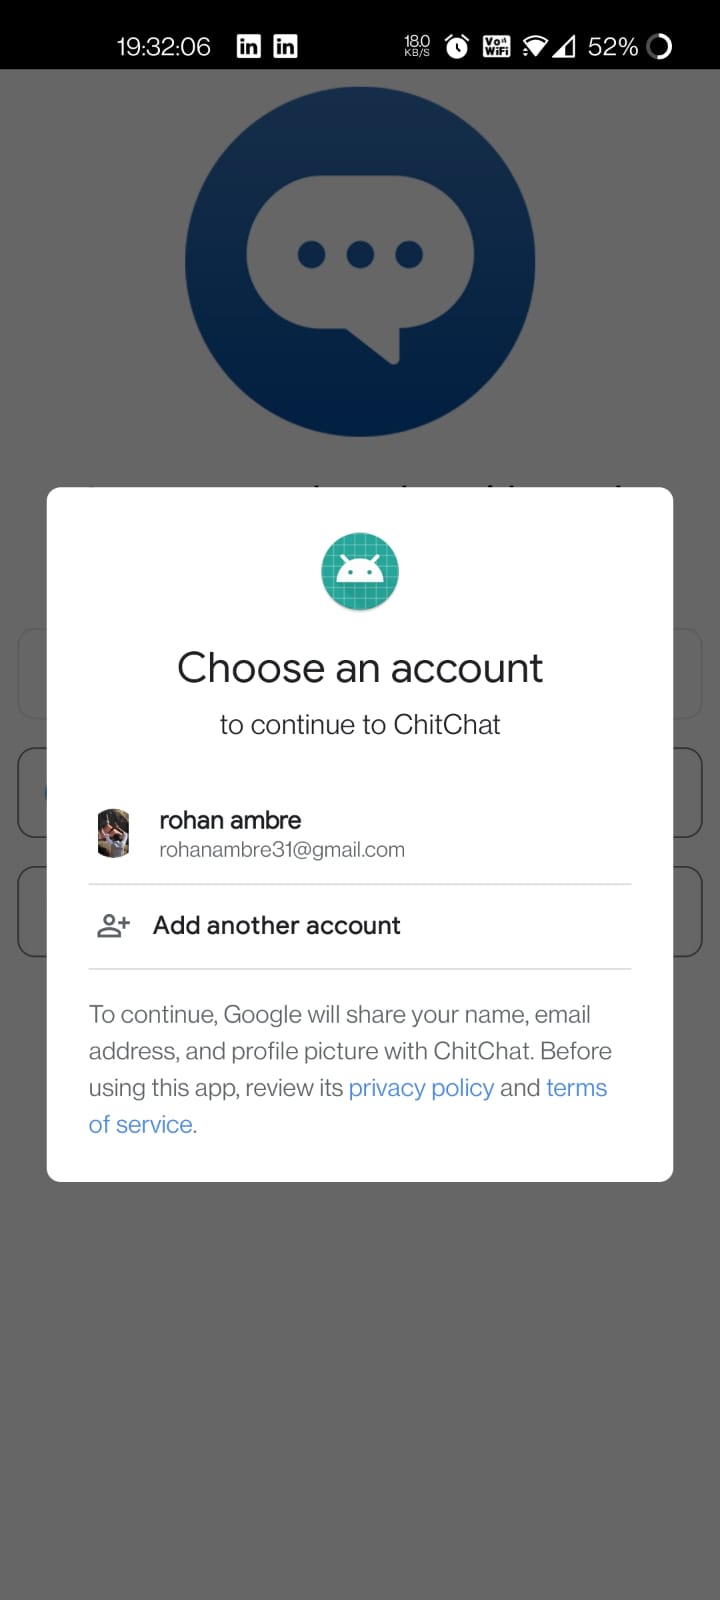 19:32:06 in in 18.0 KB/S Vo WiFi 52%
Choose an account
to continue to ChitChat
rohan ambre
rohanambre31@gmail.com
Add another account
To continue, Google will share your name, email
address, and profile picture with ChitChat. Before
using this app, review its privacy policy and terms
of service.